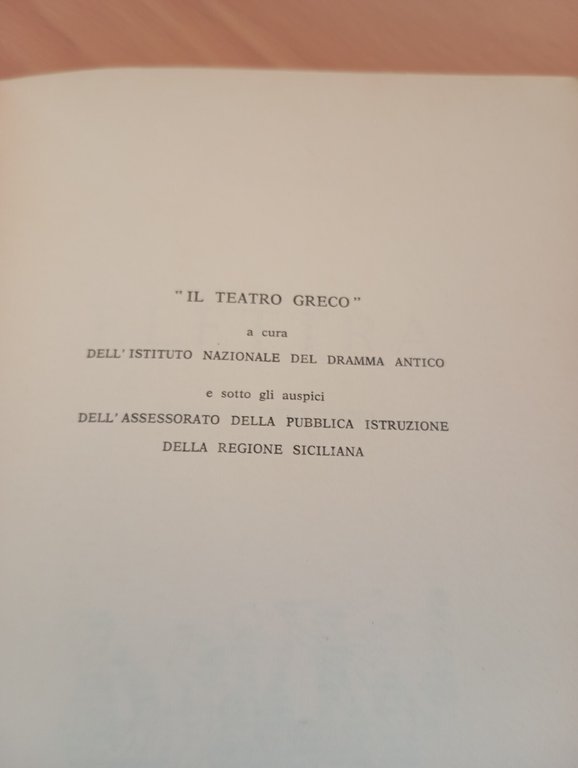 "IL TEATRO GRECO"
a cura
DELL'ISTITUTO NAZIONALE DEL DRAMMA ANTICO
e sotto gli auspici
DELL'ASSESSORATO DELLA PUBBLICA ISTRUZIONE
DELLA REGIONE SICILIANA